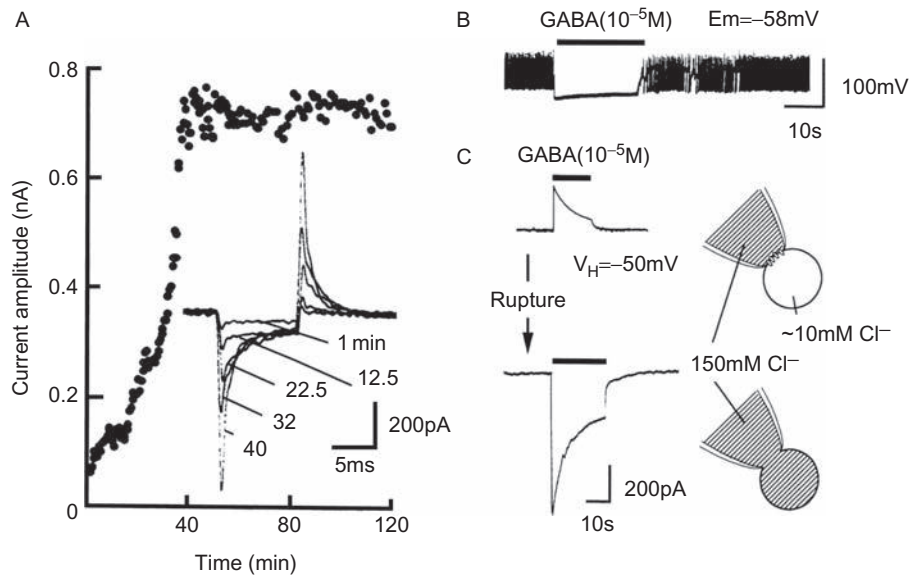 A
0.8
0.6
0.4
0.2
0
Current amplitude (nA)
40
80
120
Time (min)
1 min
12.5
22.5
32
40
200pA
5ms
B
GABA(10⁻⁵M)
Em=−58mV
100mV
10s
C
GABA(10⁻⁵M)
V_H=−50mV
Rupture
~10mM Cl⁻
150mM Cl⁻
200pA
10s